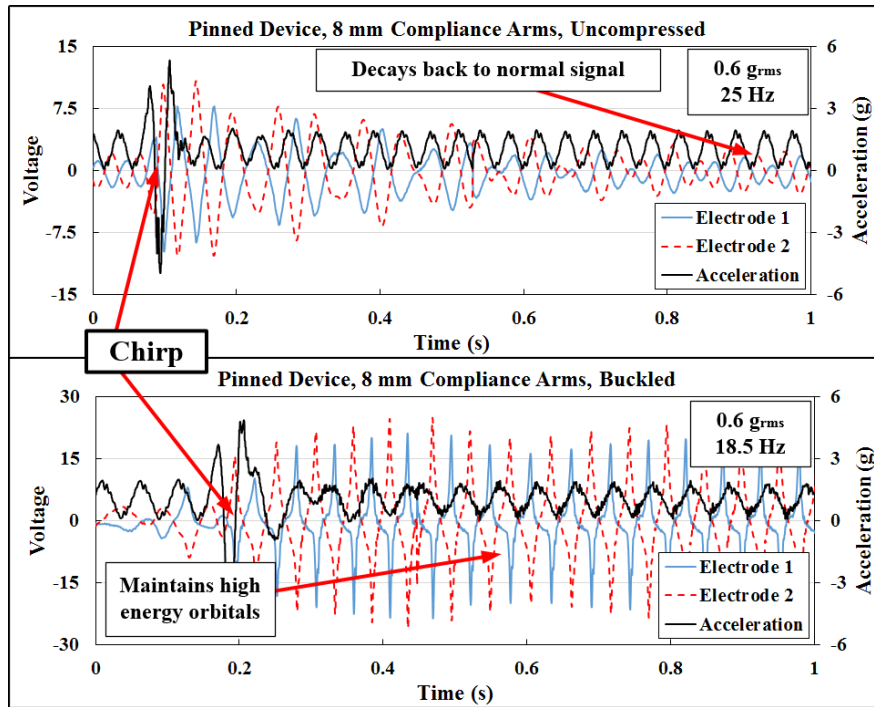 Pinned Device, 8 mm Compliance Arms, Uncompressed
15
7.5
0
-7.5
-15
Voltage
6
3
0
-3
-6
Acceleration (g)
Decays back to normal signal
0.6 grms
25 Hz
Electrode 1
Electrode 2
Acceleration
0
0.2
0.4
0.6
0.8
1
Time (s)
Chirp
Pinned Device, 8 mm Compliance Arms, Buckled
30
15
0
-15
-30
Voltage
6
3
0
-3
-6
Acceleration (g)
0.6 grms
18.5 Hz
Maintains high
energy orbitals
Electrode 1
Electrode 2
Acceleration
0
0.2
0.4
0.6
0.8
1
Time (s)